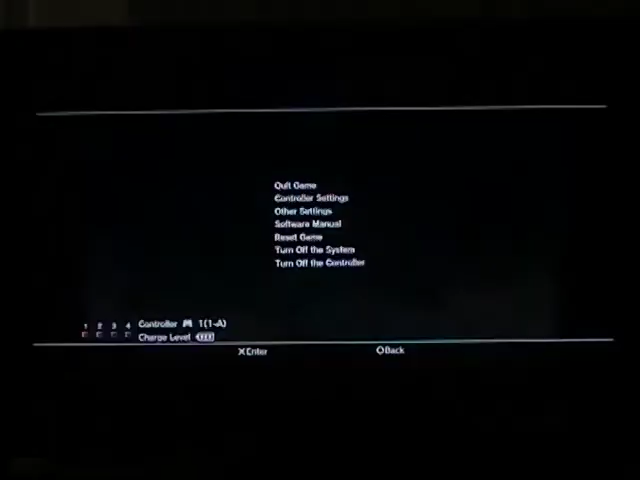 Quit Game
Controller Settings
Other Settings
Software Manual
Reset Game
Turn Off the System
Turn Off the Controller
1 2 3 4 Controller 1(1-A)
Charge Level
Enter Back